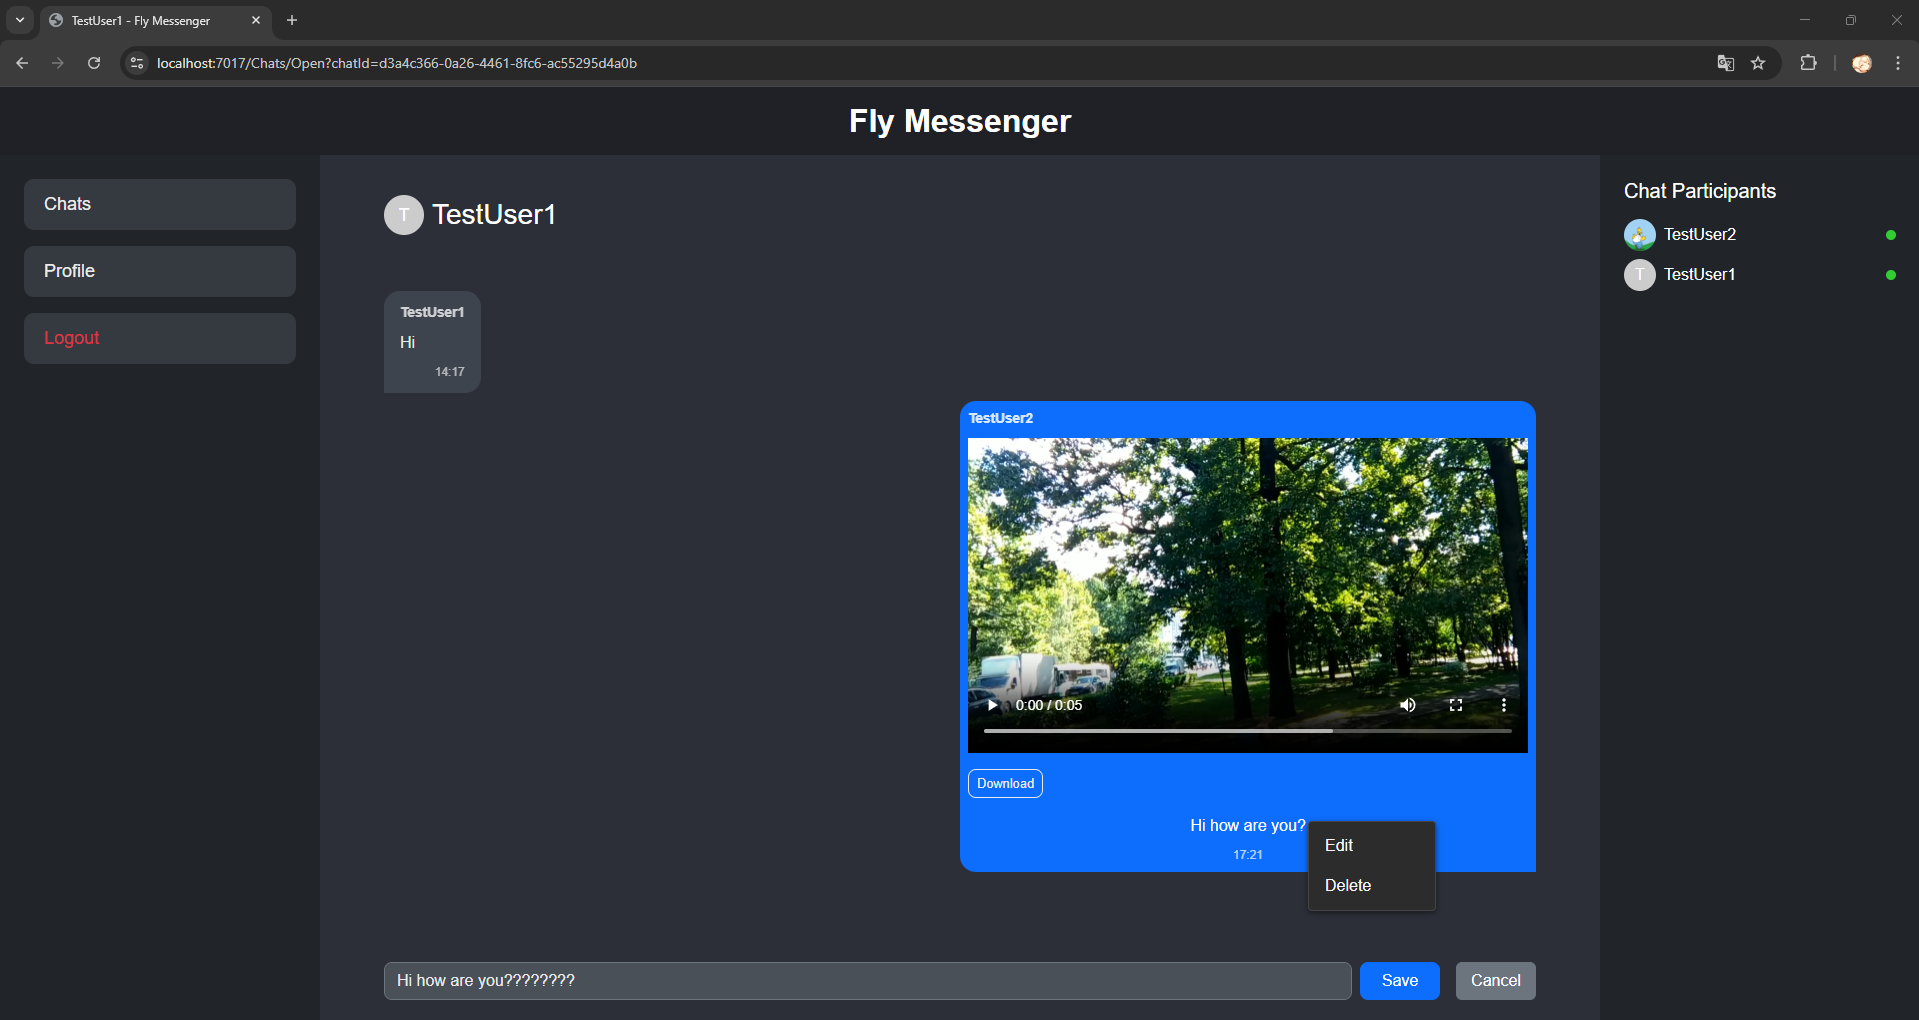 TestUser1 - Fly Messenger
localhost:7017/Chats/Open?chatId=d3a4c366-0a26-4461-8fc6-ac55295d4a0b
Fly Messenger
Chats
Profile
Logout
T TestUser1
TestUser1
Hi
14:17
TestUser2
0:00 / 0:05
Download
Hi how are you?
17:21
Edit
Delete
Hi how are you????????
Save
Cancel
Chat Participants
TestUser2
T TestUser1